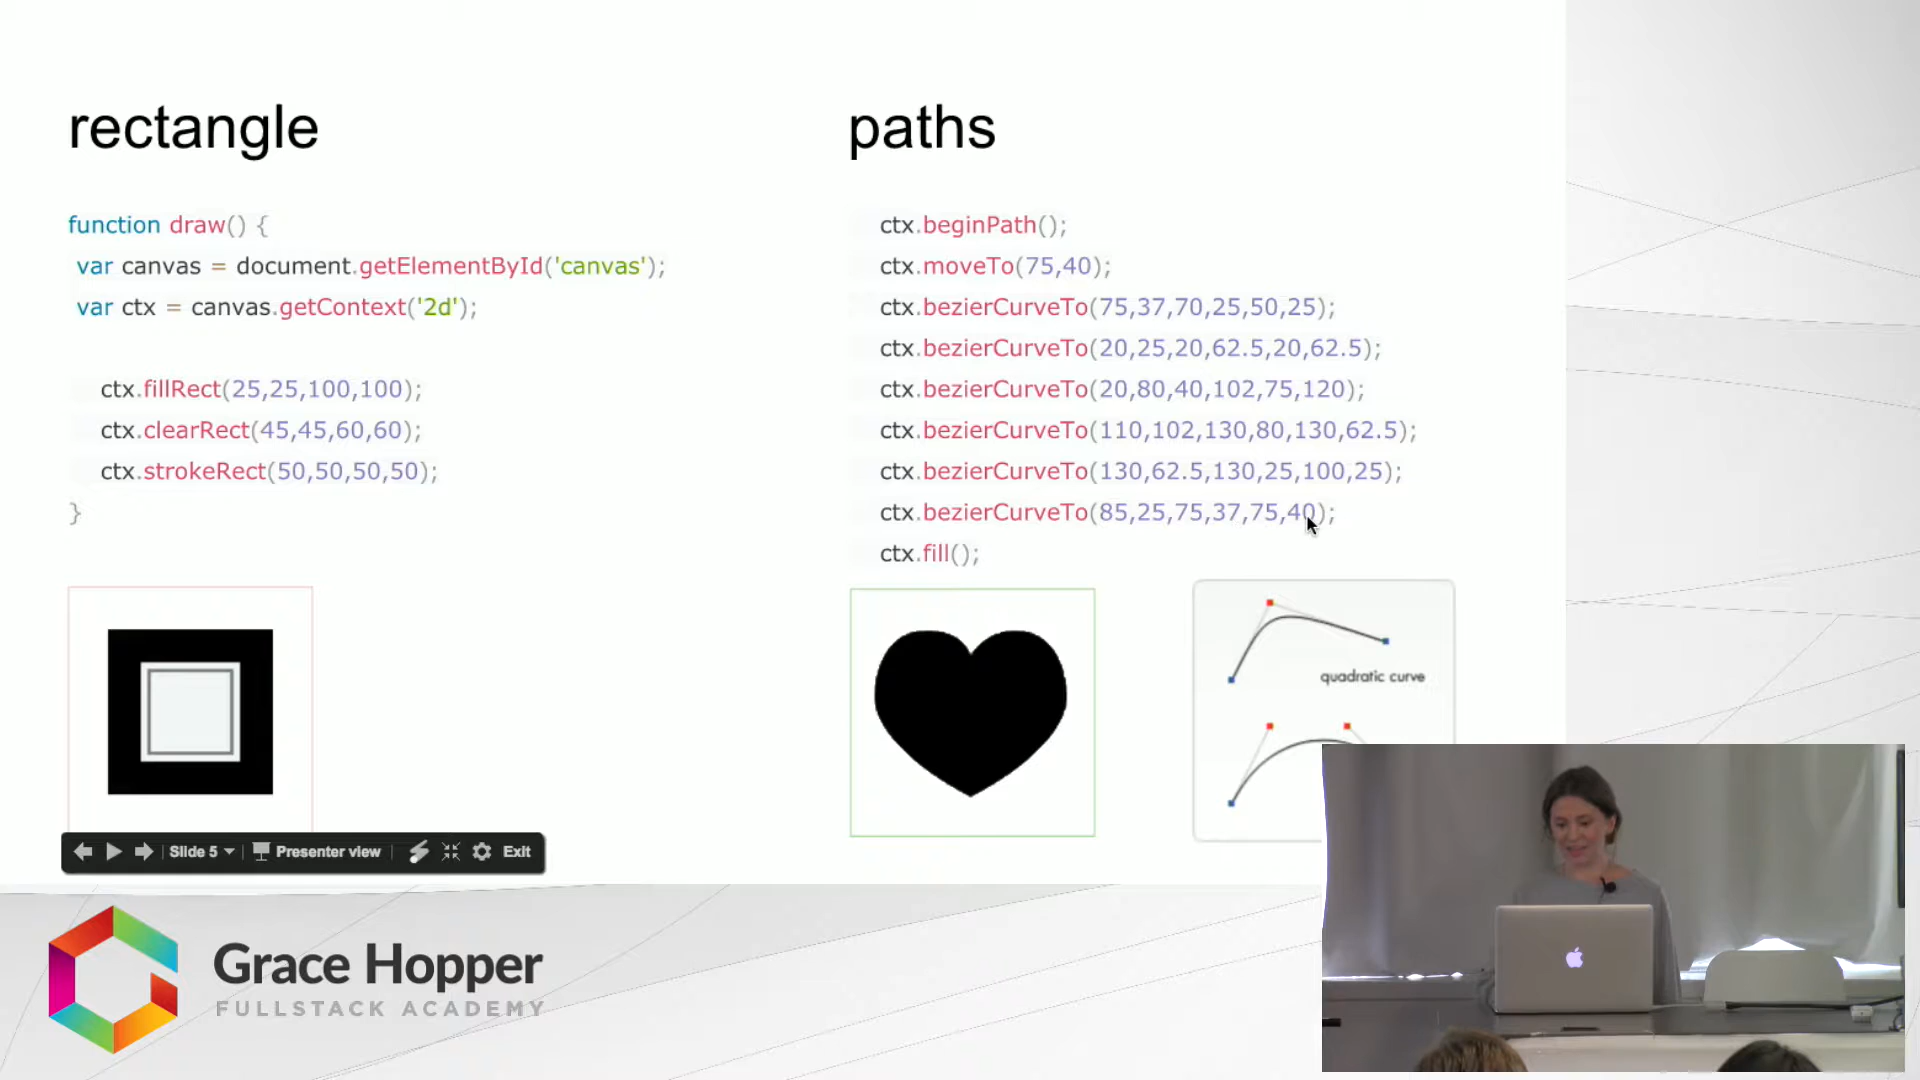 rectangle
function draw() {
var canvas = document.getElementById('canvas');
var ctx = canvas.getContext('2d');
ctx.fillRect(25,25,100,100);
ctx.clearRect(45,45,60,60);
ctx.strokeRect(50,50,50,50);
}
paths
ctx.beginPath();
ctx.moveTo(75,40);
ctx.bezierCurveTo(75,37,70,25,50,25);
ctx.bezierCurveTo(20,25,20,62.5,20,62.5);
ctx.bezierCurveTo(20,80,40,102,75,120);
ctx.bezierCurveTo(110,102,130,80,130,62.5);
ctx.bezierCurveTo(130,62.5,130,25,100,25);
ctx.bezierCurveTo(85,25,75,37,75,40);
ctx.fill();
quadratic curve
Slide 5
Presenter view
Exit
Grace Hopper
FULLSTACK ACADEMY